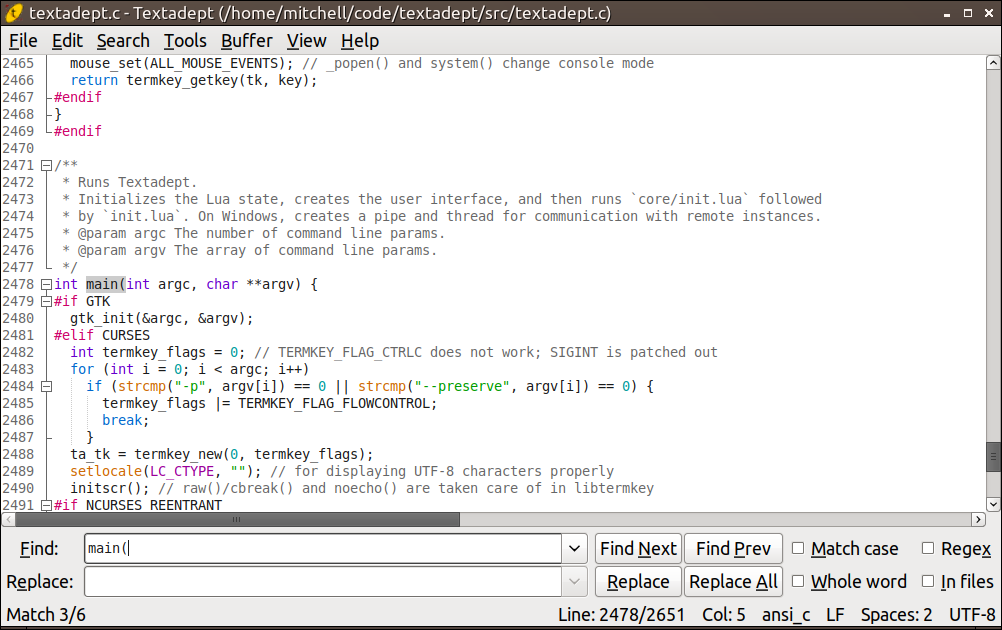 textadept.c - Textadept (/home/mitchell/code/textadept/src/textadept.c)
File Edit Search Tools Buffer View Help
2465   mouse_set(ALL_MOUSE_EVENTS); // _popen() and system() change console mode
2466   return termkey_getkey(tk, key);
2467 #endif
2468 }
2469 #endif
2470
2471 /**
2472  * Runs Textadept.
2473  * Initializes the Lua state, creates the user interface, and then runs `core/init.lua` followed
2474  * by `init.lua`. On Windows, creates a pipe and thread for communication with remote instances.
2475  * @param argc The number of command line params.
2476  * @param argv The array of command line params.
2477  */
2478 int main(int argc, char **argv) {
2479 #if GTK
2480   gtk_init(&argc, &argv);
2481 #elif CURSES
2482   int termkey_flags = 0; // TERMKEY_FLAG_CTRLC does not work; SIGINT is patched out
2483   for (int i = 0; i < argc; i++)
2484     if (strcmp("-p", argv[i]) == 0 || strcmp("--preserve", argv[i]) == 0) {
2485       termkey_flags |= TERMKEY_FLAG_FLOWCONTROL;
2486       break;
2487     }
2488   ta_tk = termkey_new(0, termkey_flags);
2489   setlocale(LC_CTYPE, ""); // for displaying UTF-8 characters properly
2490   initscr(); // raw()/cbreak() and noecho() are taken care of in libtermkey
2491 #if NCURSES_REENTRANT
Find: main( Find Next Find Prev Match case Regex
Replace: Replace Replace All Whole word In files
Match 3/6 Line: 2478/2651 Col: 5 ansi_c LF Spaces: 2 UTF-8